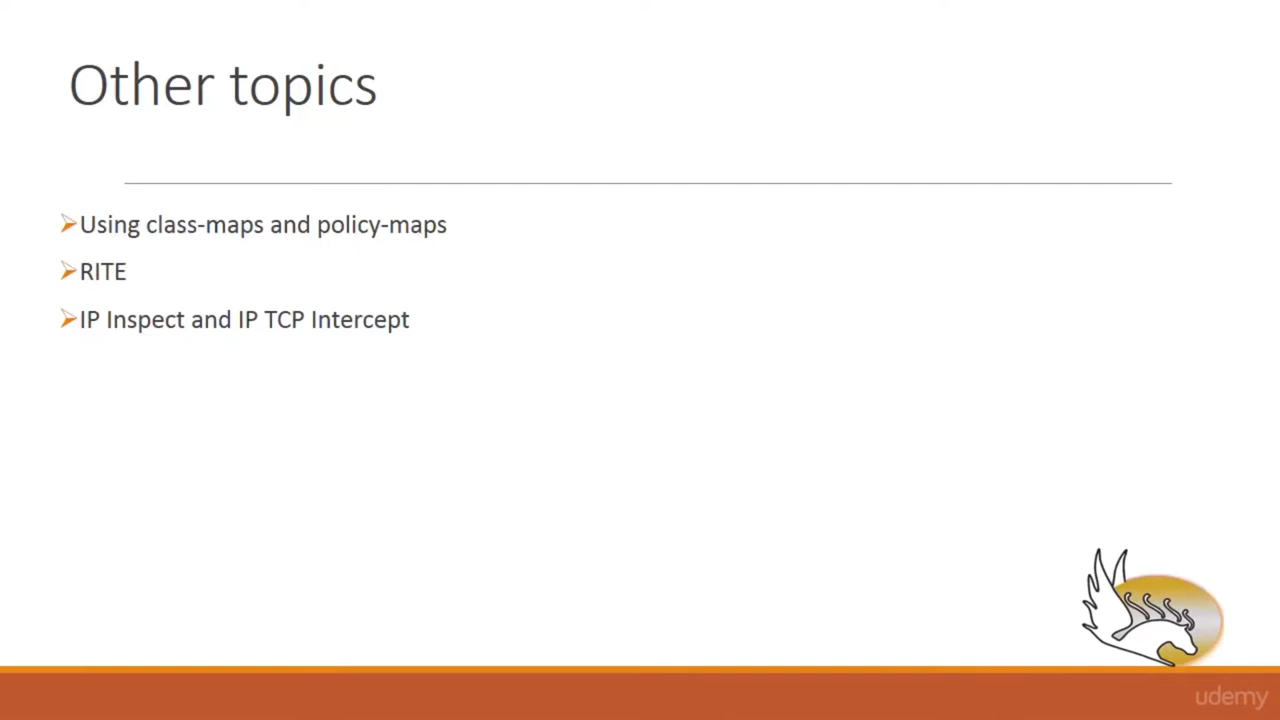 Other topics
Using class-maps and policy-maps
RITE
IP Inspect and IP TCP Intercept
udemy